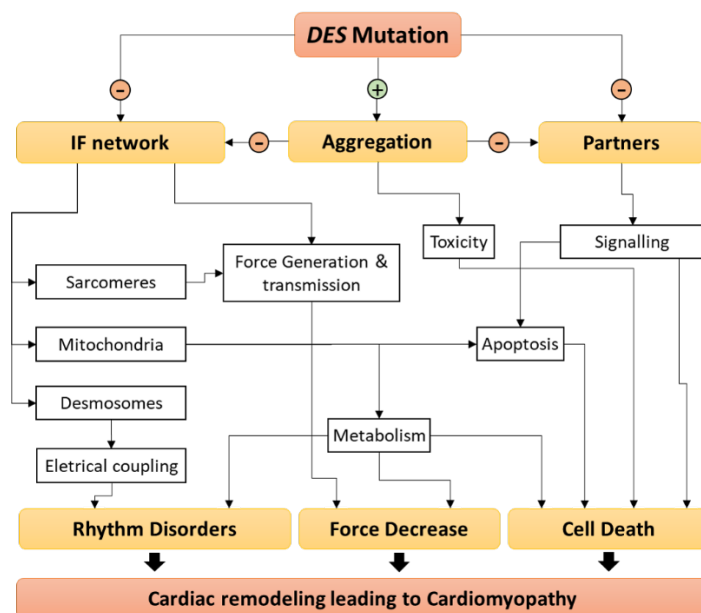 DES Mutation
-
+
-
IF network
-
Aggregation
-
Partners
Toxicity
Signalling
Force Generation &
transmission
Sarcomeres
Mitochondria
Apoptosis
Desmosomes
Metabolism
Eletrical coupling
Rhythm Disorders
Force Decrease
Cell Death
Cardiac remodeling leading to Cardiomyopathy